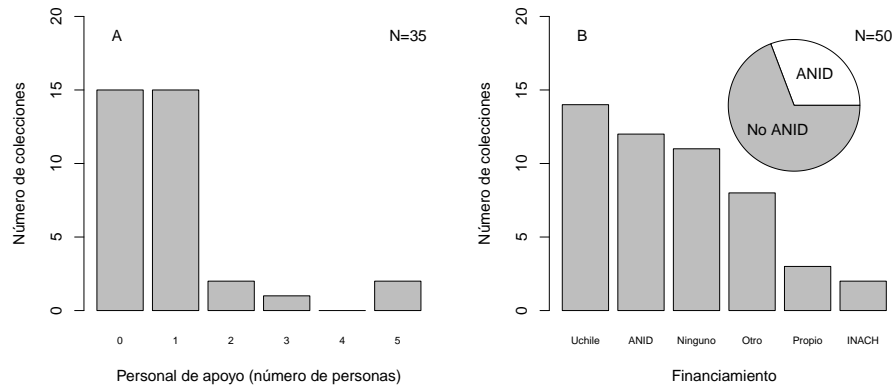 A
N=35
Número de colecciones
20
15
10
5
0
0 1 2 3 4 5
Personal de apoyo (número de personas)
B
N=50
ANID
No ANID
Número de colecciones
20
15
10
5
0
Uchile ANID Ninguno Otro Propio INACH
Financiamiento